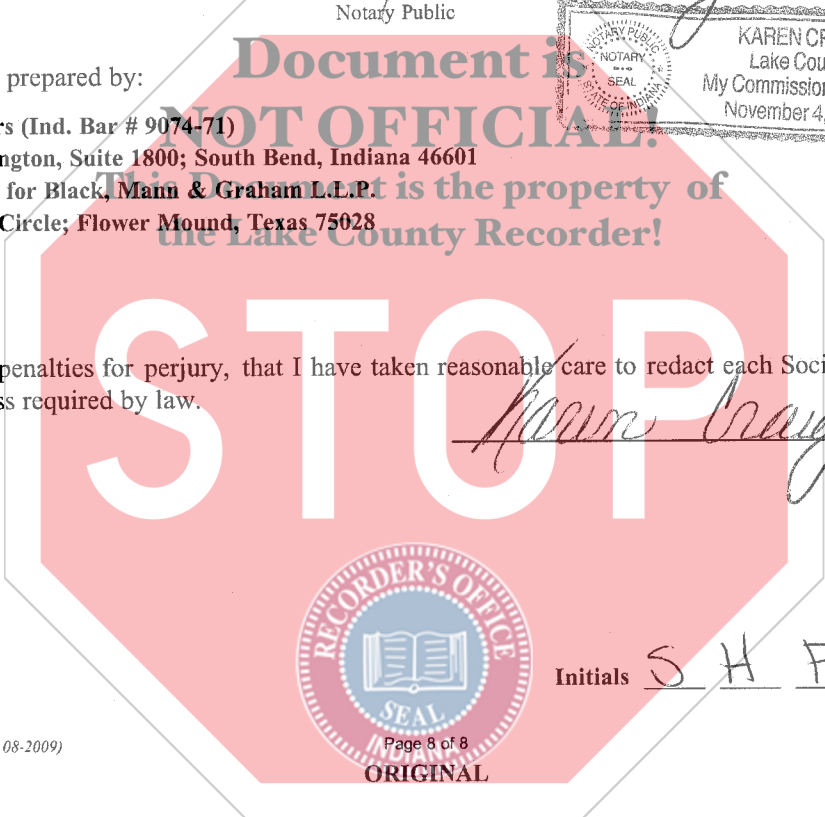 Notary Public
Document is
NOT OFFICIAL!
This Document is the property of
the Lake County Recorder!
NOTARY PUBLIC
NOTARY
SEAL
STATE OF INDIANA
KAREN CR
Lake Cou
My Commission
November 4,
prepared by:
rs (Ind. Bar # 9074-71)
ngton, Suite 1800; South Bend, Indiana 46601
for Black, Mann & Graham L.L.P.
Circle; Flower Mound, Texas 75028
STOP
penalties for perjury, that I have taken reasonable care to redact each Soci
ss required by law.
Karen Craig
RECORDER'S OFFICE
SEAL
INDIANA
Initials S H F
08-2009)
Page 8 of 8
ORIGINAL